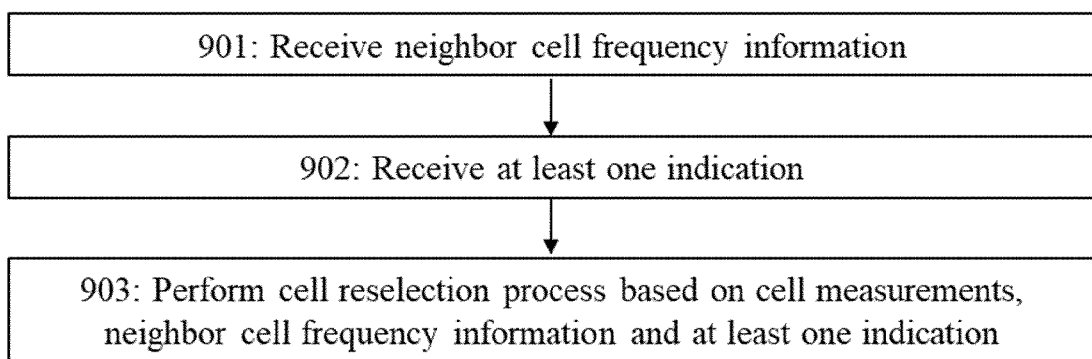 901: Receive neighbor cell frequency information
902: Receive at least one indication
903: Perform cell reselection process based on cell measurements,
neighbor cell frequency information and at least one indication